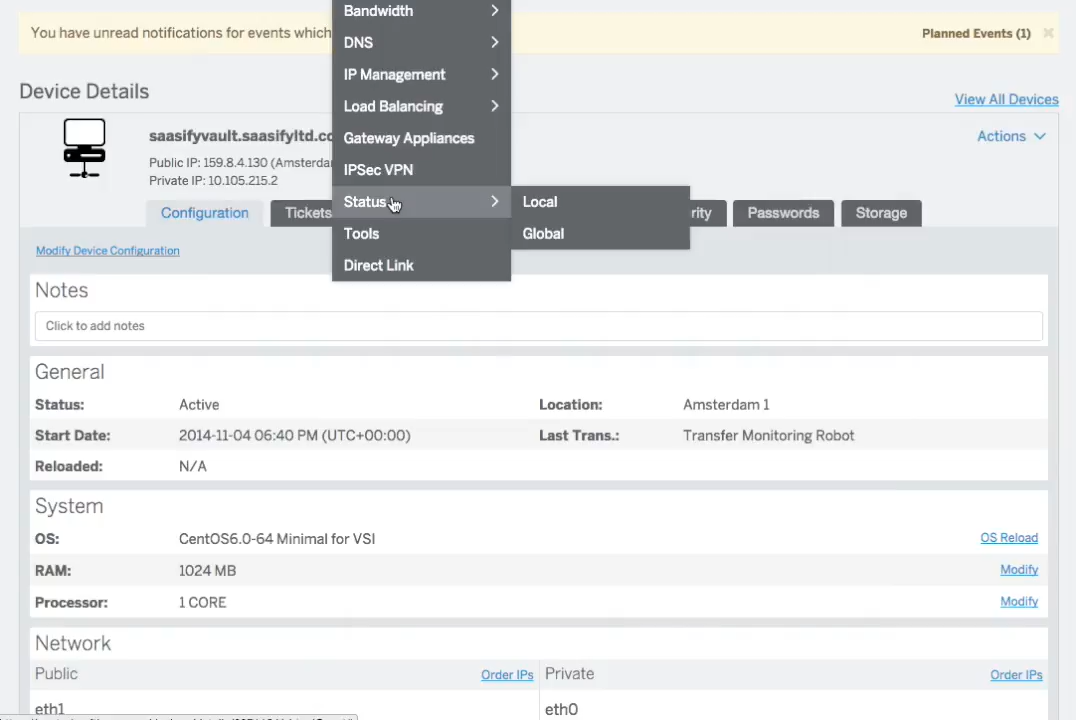 Bandwidth
You have unread notifications for events which
Planned Events (1)
DNS
IP Management
Device Details
View All Devices
Load Balancing
saasifyvault.saasifyltd.co
Gateway Appliances
Actions
Public IP: 159.8.4.130 (Amsterda
IPSec VPN
Private IP: 10.105.215.2
Status
Local
Configuration
Tickets
rity
Passwords
Storage
Tools
Global
Modify Device Configuration
Direct Link
Notes
Click to add notes
General
Status: Active Location: Amsterdam 1
Start Date: 2014-11-04 06:40 PM (UTC+00:00) Last Trans.: Transfer Monitoring Robot
Reloaded: N/A
System
OS: CentOS6.0-64 Minimal for VSI OS Reload
RAM: 1024 MB Modify
Processor: 1 CORE Modify
Network
Public Order IPs Private Order IPs
eth1 eth0